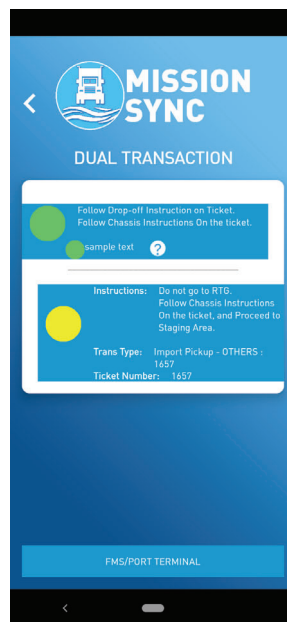 MISSION
SYNC
DUAL TRANSACTION
Follow Drop-off Instruction on Ticket.
Follow Chassis Instructions On the ticket.
sample text ?
Instructions: Do not go to RTG.
Follow Chassis Instructions
On the ticket, and Proceed to
Staging Area.
Trans Type: Import Pickup - OTHERS :
1657
Ticket Number: 1657
FMS/PORT TERMINAL